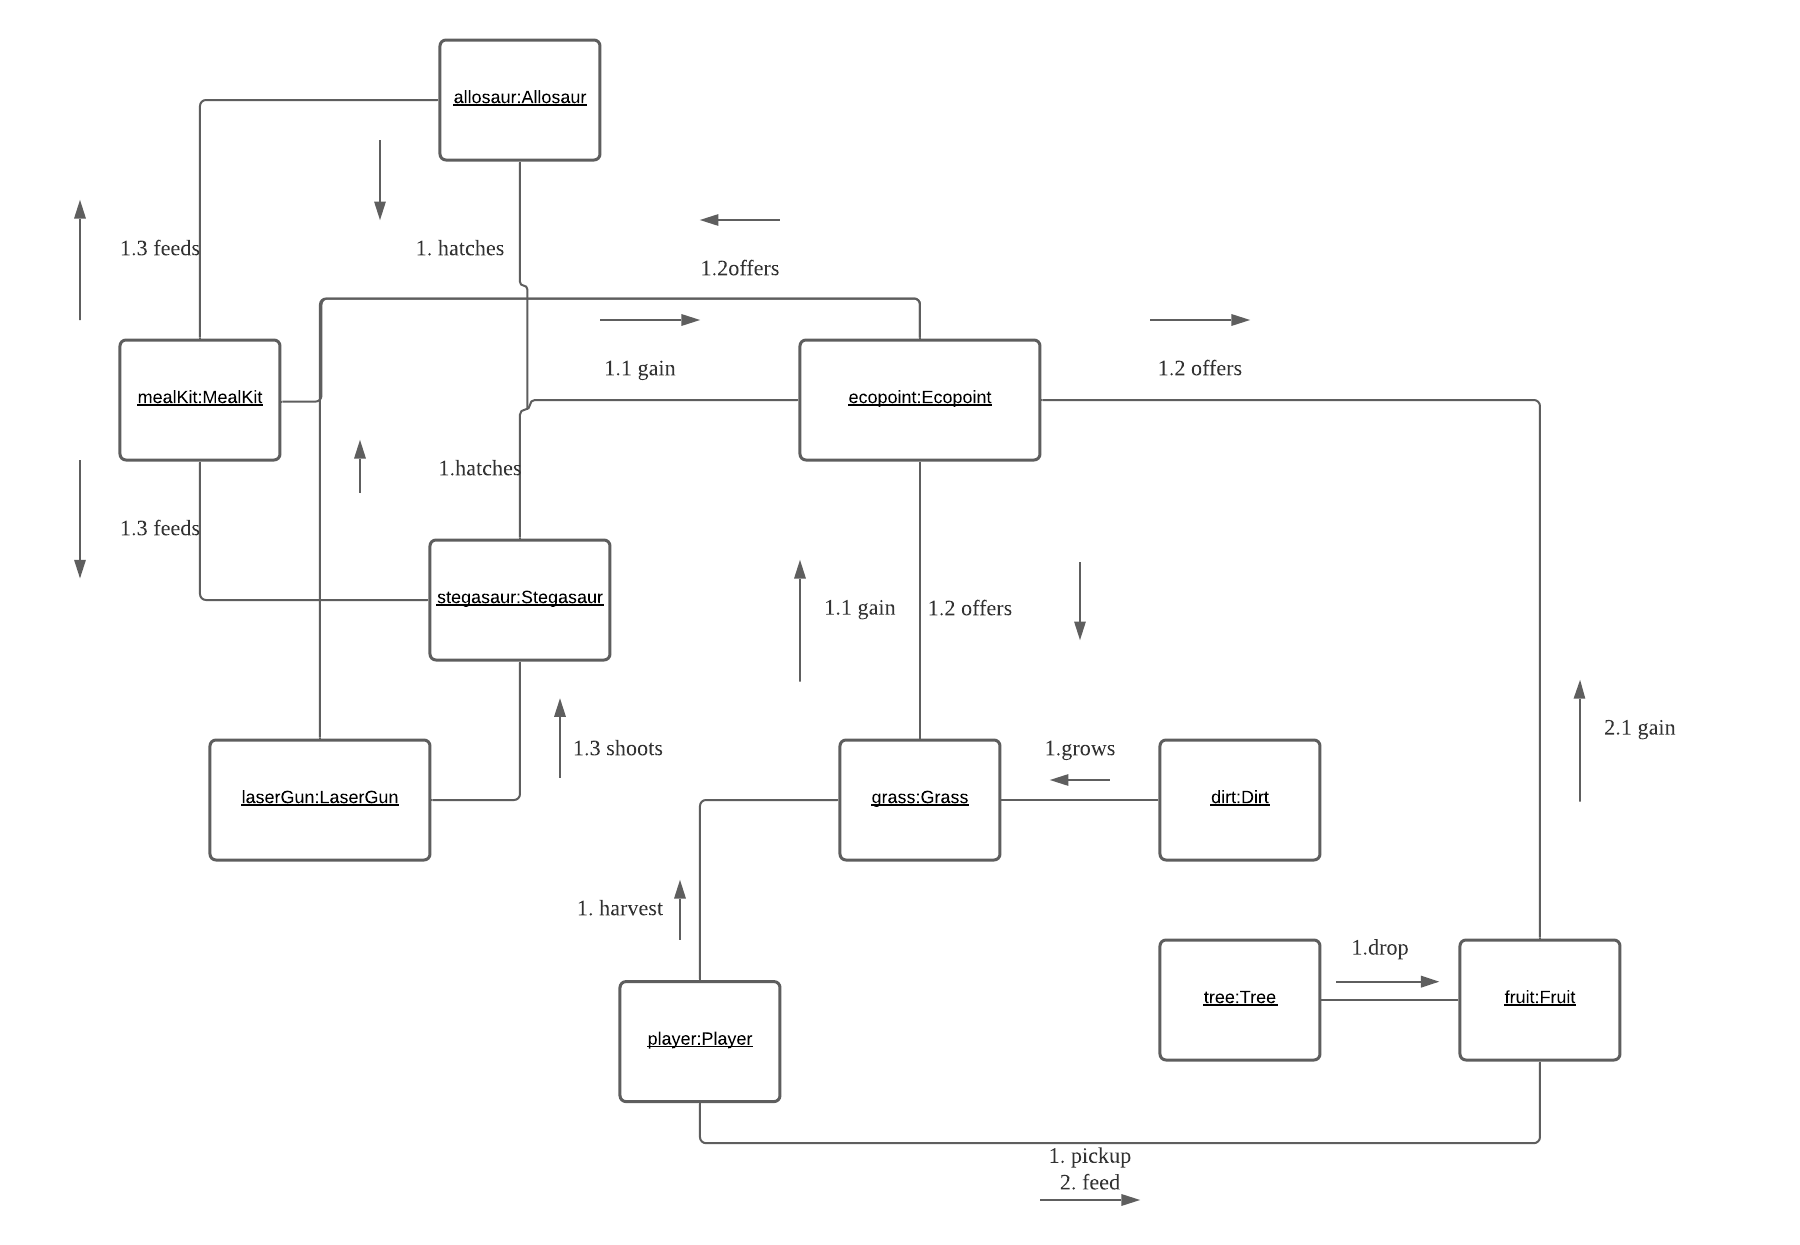 allosaur:Allosaur
1.3 feeds
1. hatches
1.2offers
1.1 gain
1.2 offers
mealKit:MealKit
ecopoint:Ecopoint
1.hatches
1.3 feeds
stegasaur:Stegasaur
1.1 gain
1.2 offers
1.3 shoots
1.grows
2.1 gain
laserGun:LaserGun
grass:Grass
dirt:Dirt
1. harvest
1.drop
tree:Tree
fruit:Fruit
player:Player
1. pickup
2. feed